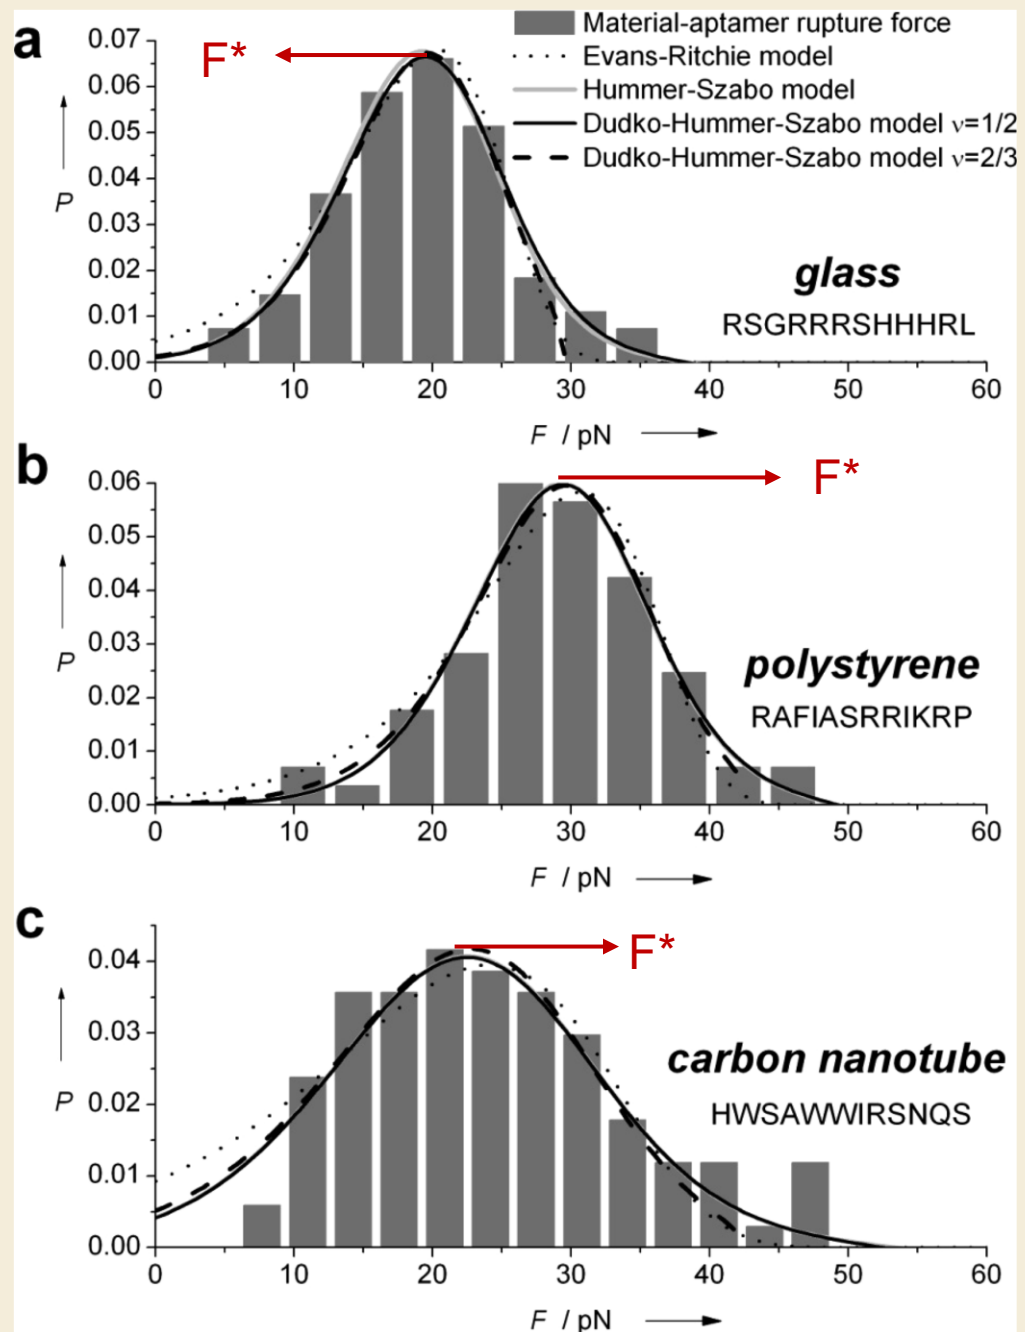 a
F*
Material-aptamer rupture force
Evans-Ritchie model
Hummer-Szabo model
Dudko-Hummer-Szabo model ν=1/2
Dudko-Hummer-Szabo model ν=2/3
0.07
0.06
0.05
0.04
0.03
0.02
0.01
0.00
P
glass
RSGRRRSHHHRL
0 10 20 30 40 50 60
F / pN
b
F*
0.06
0.05
0.04
0.03
0.02
0.01
0.00
P
polystyrene
RAFIASRRIKRP
0 10 20 30 40 50 60
F / pN
c
F*
0.04
0.03
0.02
0.01
0.00
P
carbon nanotube
HWSAWWIRSNQS
0 10 20 30 40 50 60
F / pN